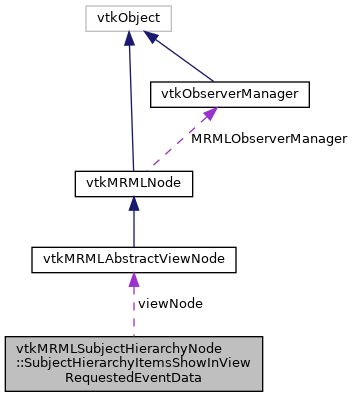 vtkObject
vtkObserverManager
MRMLObserverManager
vtkMRMLNode
vtkMRMLAbstractViewNode
viewNode
vtkMRMLSubjectHierarchyNode
::SubjectHierarchyItemsShowInView
RequestedEventData